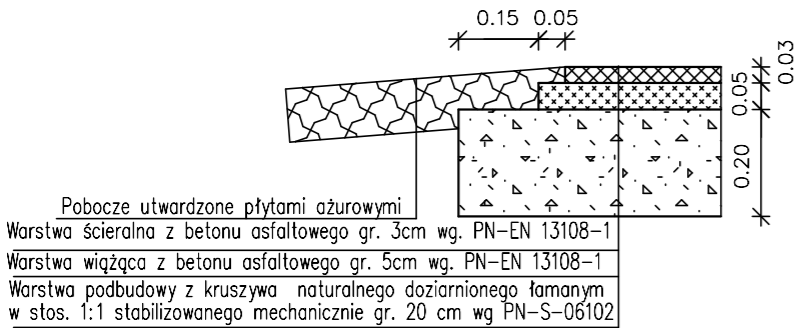 0.15 0.05
0.03
0.05
0.20
Pobocze utwardzone płytami ażurowymi
Warstwa ścieralna z betonu asfaltowego gr. 3cm wg. PN-EN 13108-1
Warstwa wiążąca z betonu asfaltowego gr. 5cm wg. PN-EN 13108-1
Warstwa podbudowy z kruszywa naturalnego doziarnionego łamanym
w stos. 1:1 stabilizowanego mechanicznie gr. 20 cm wg PN-S-06102